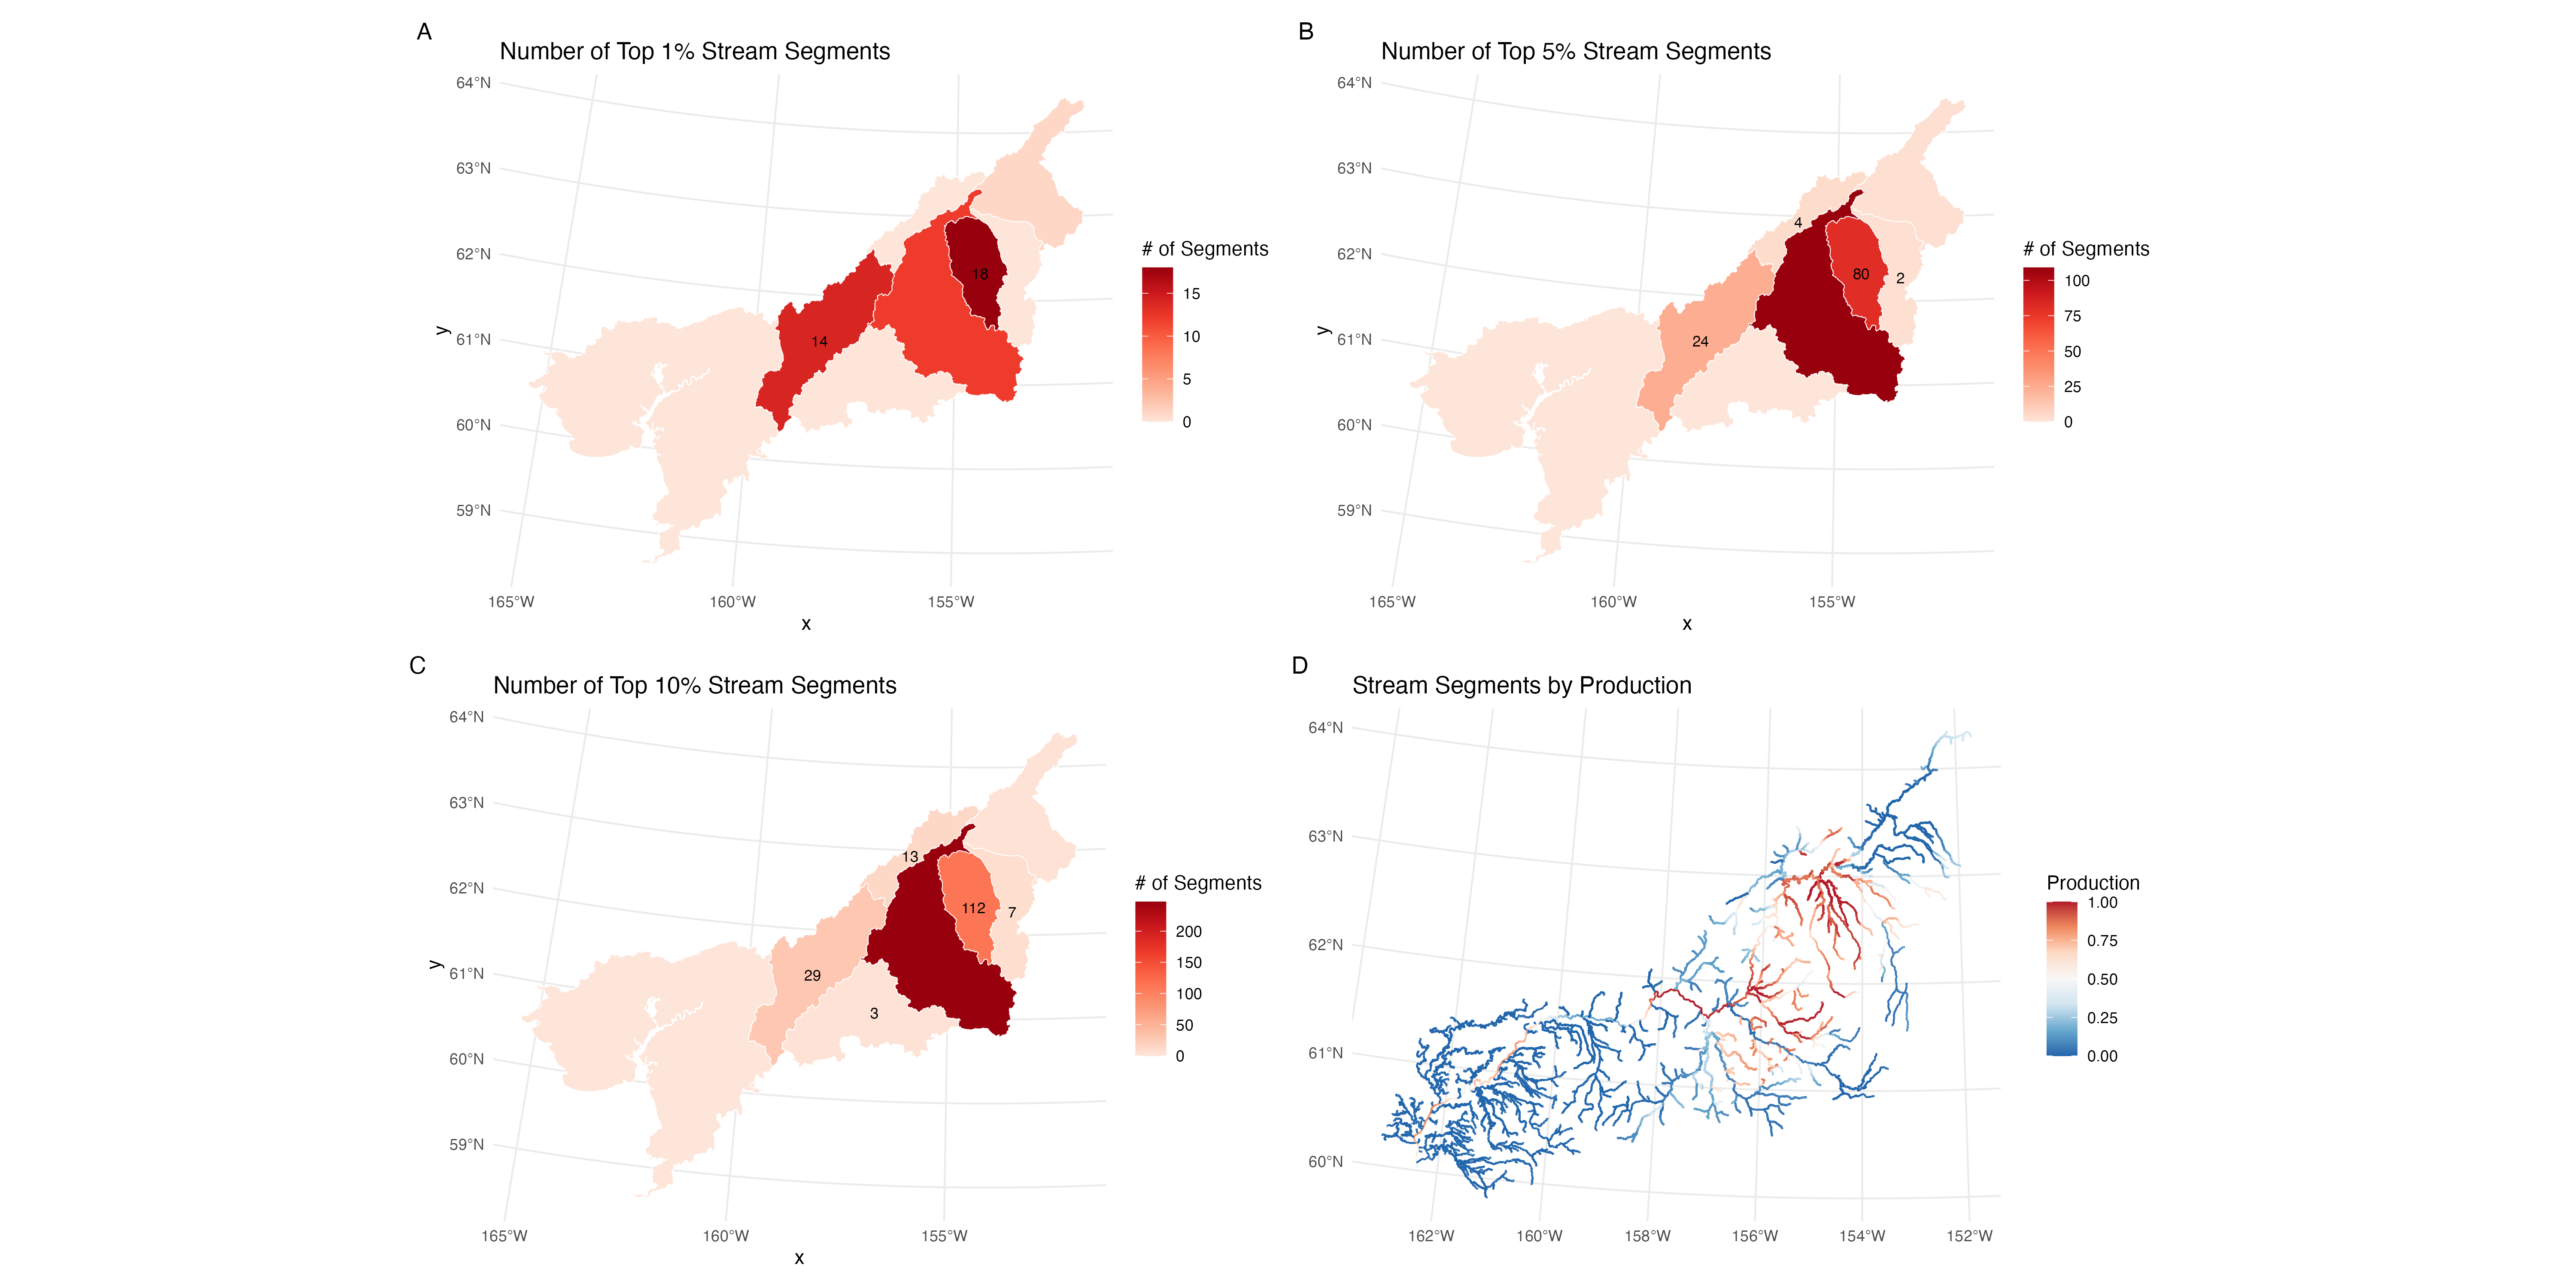 A
Number of Top 1% Stream Segments
64°N
63°N
62°N
61°N
60°N
59°N
y
18
14
165°W
160°W
155°W
x
# of Segments
15
10
5
0
B
Number of Top 5% Stream Segments
64°N
63°N
62°N
61°N
60°N
59°N
y
4
80
2
24
165°W
160°W
155°W
x
# of Segments
100
75
50
25
0
C
Number of Top 10% Stream Segments
64°N
63°N
62°N
61°N
60°N
59°N
y
13
112
7
29
3
165°W
160°W
155°W
x
# of Segments
200
150
100
50
0
D
Stream Segments by Production
64°N
63°N
62°N
61°N
60°N
162°W
160°W
158°W
156°W
154°W
152°W
Production
1.00
0.75
0.50
0.25
0.00